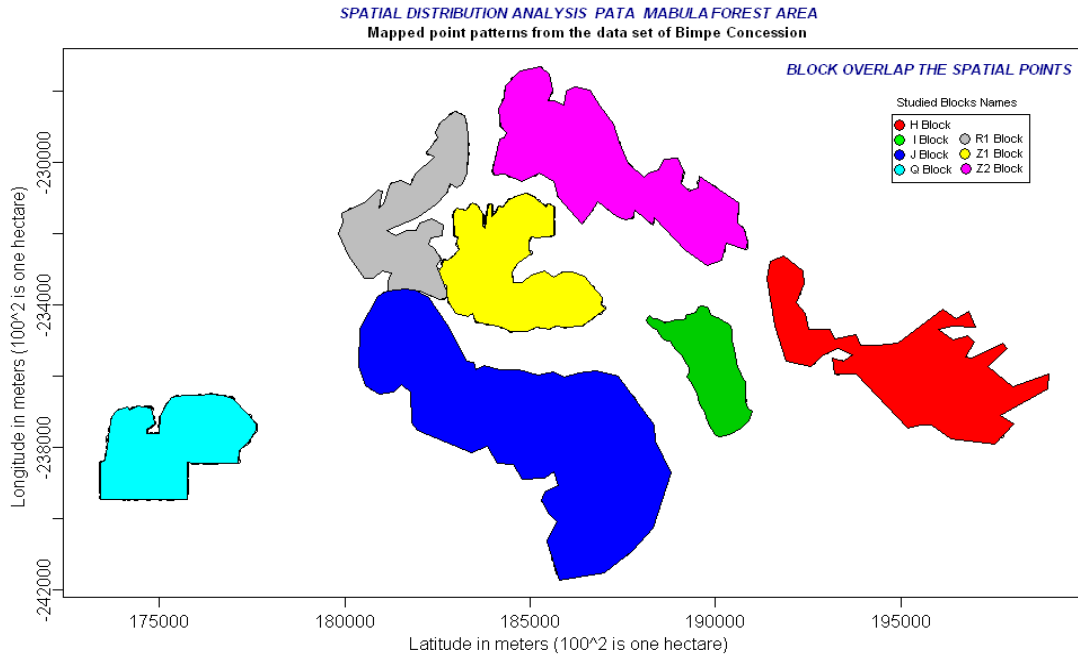 SPATIAL DISTRIBUTION ANALYSIS PATA MABULA FOREST AREA
Mapped point patterns from the data set of Bimpe Concession
BLOCK OVERLAP THE SPATIAL POINTS
Studied Blocks Names
H Block
I Block
J Block
Q Block
R1 Block
Z1 Block
Z2 Block
Longitude in meters (100^2 is one hectare)
-230000
-234000
-238000
-242000
175000
180000
185000
190000
195000
Latitude in meters (100^2 is one hectare)